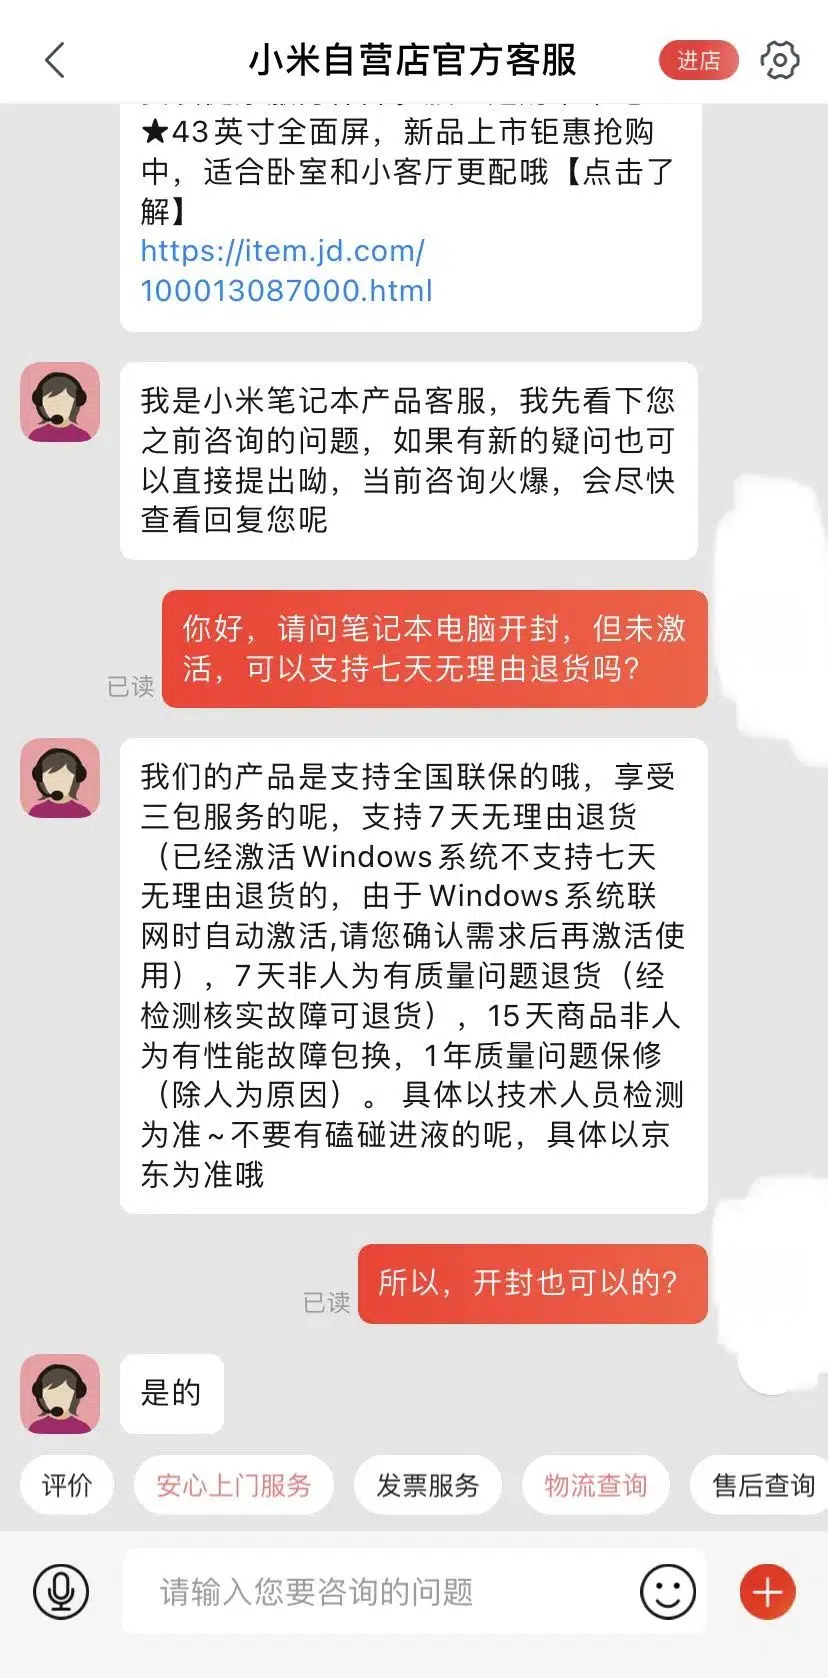 小米自营店官方客服
进店
★43英寸全面屏，新品上市钜惠抢购
中，适合卧室和小客厅更配哦【点击了
解】
https://item.jd.com/
100013087000.html
我是小米笔记本产品客服，我先看下您
之前咨询的问题，如果有新的疑问也可
以直接提出呦，当前咨询火爆，会尽快
查看回复您呢
你好，请问笔记本电脑开封，但未激
活，可以支持七天无理由退货吗?
已读
我们的产品是支持全国联保的哦，享受
三包服务的呢，支持7天无理由退货
（已经激活Windows系统不支持七天
无理由退货的，由于Windows系统联
网时自动激活,请您确认需求后再激活使
用），7天非人为有质量问题退货（经
检测核实故障可退货），15天商品非人
为有性能故障包换，1年质量问题保修
（除人为原因）。 具体以技术人员检测
为准~不要有磕碰进液的呢，具体以京
东为准哦
所以，开封也可以的?
已读
是的
评价
安心上门服务
发票服务
物流查询
售后查询
请输入您要咨询的问题